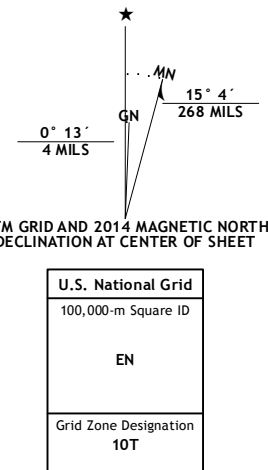 MN
15° 4´
268 MILS
GN
0° 13´
4 MILS
GRID AND 2014 MAGNETIC NORTH
DECLINATION AT CENTER OF SHEET
U.S. National Grid
100,000-m Square ID
EN
Grid Zone Designation
10T